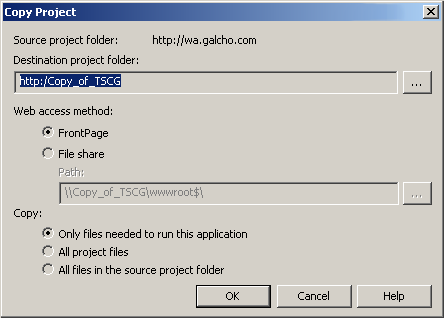 Copy Project
Source project folder: http://wa.galcho.com
Destination project folder:
http:/Copy_of_TSCG
...
Web access method:
FrontPage
File share
Path:
\\Copy_of_TSCG\wwwroot$\
...
Copy:
Only files needed to run this application
All project files
All files in the source project folder
OK Cancel Help